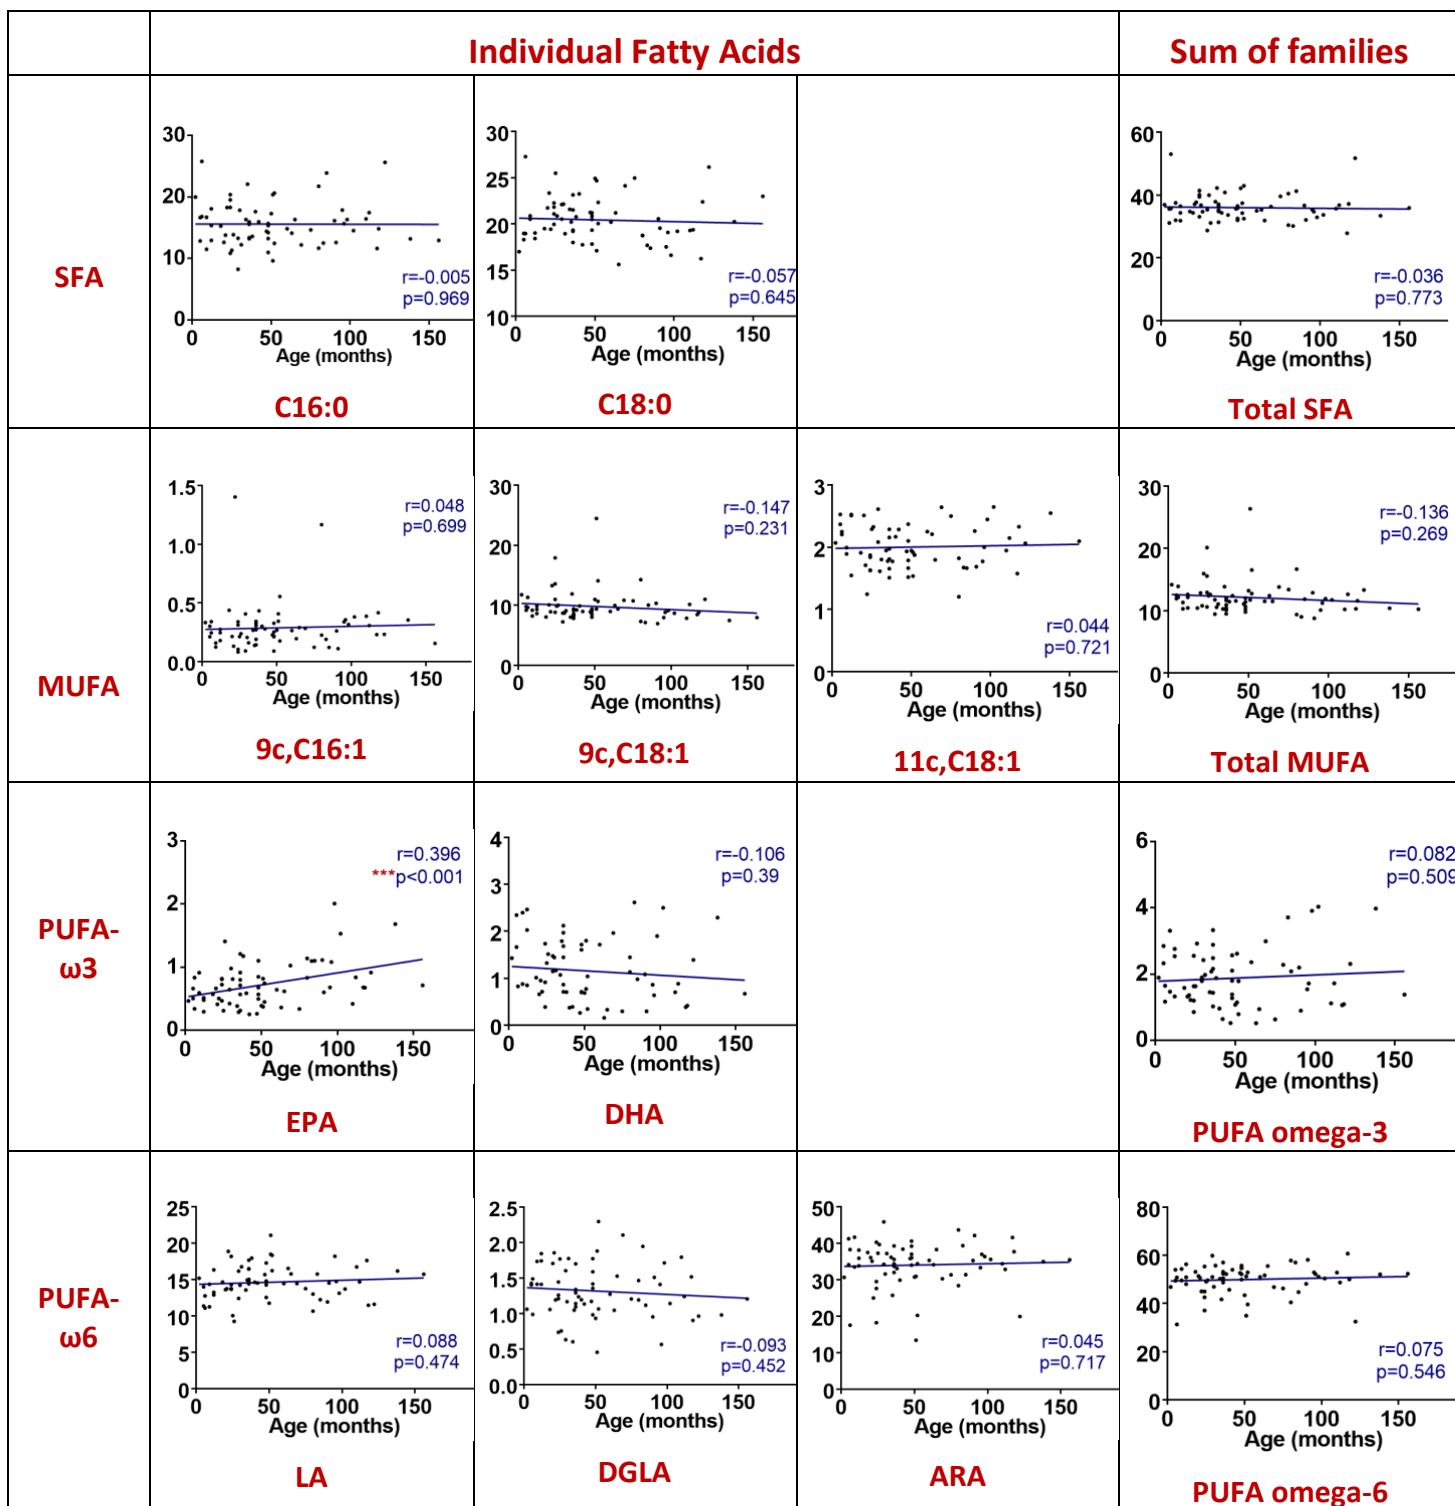 Individual Fatty Acids
Sum of families
SFA
30
20
10
0
0 50 100 150
Age (months)
r=-0.005
p=0.969
C16:0
30
25
20
15
10
0 50 100 150
Age (months)
r=-0.057
p=0.645
C18:0
60
40
20
0
0 50 100 150
Age (months)
r=-0.036
p=0.773
Total SFA
MUFA
1.5
1.0
0.5
0.0
0 50 100 150
Age (months)
r=0.048
p=0.699
9c,C16:1
30
20
10
0
0 50 100 150
Age (months)
r=-0.147
p=0.231
9c,C18:1
3
2
1
0
0 50 100 150
Age (months)
r=0.044
p=0.721
11c,C18:1
30
20
10
0
0 50 100 150
Age (months)
r=-0.136
p=0.269
Total MUFA
PUFA-
ω3
3
2
1
0
0 50 100 150
Age (months)
r=0.396
***p<0.001
EPA
4
3
2
1
0
0 50 100 150
Age (months)
r=-0.106
p=0.39
DHA
6
4
2
0
0 50 100 150
Age (months)
r=0.082
p=0.509
PUFA omega-3
PUFA-
ω6
25
20
15
10
5
0
0 50 100 150
Age (months)
r=0.088
p=0.474
LA
2.5
2.0
1.5
1.0
0.5
0.0
0 50 100 150
Age (months)
r=-0.093
p=0.452
DGLA
50
40
30
20
10
0
0 50 100 150
Age (months)
r=0.045
p=0.717
ARA
80
60
40
20
0
0 50 100 150
Age (months)
r=0.075
p=0.546
PUFA omega-6